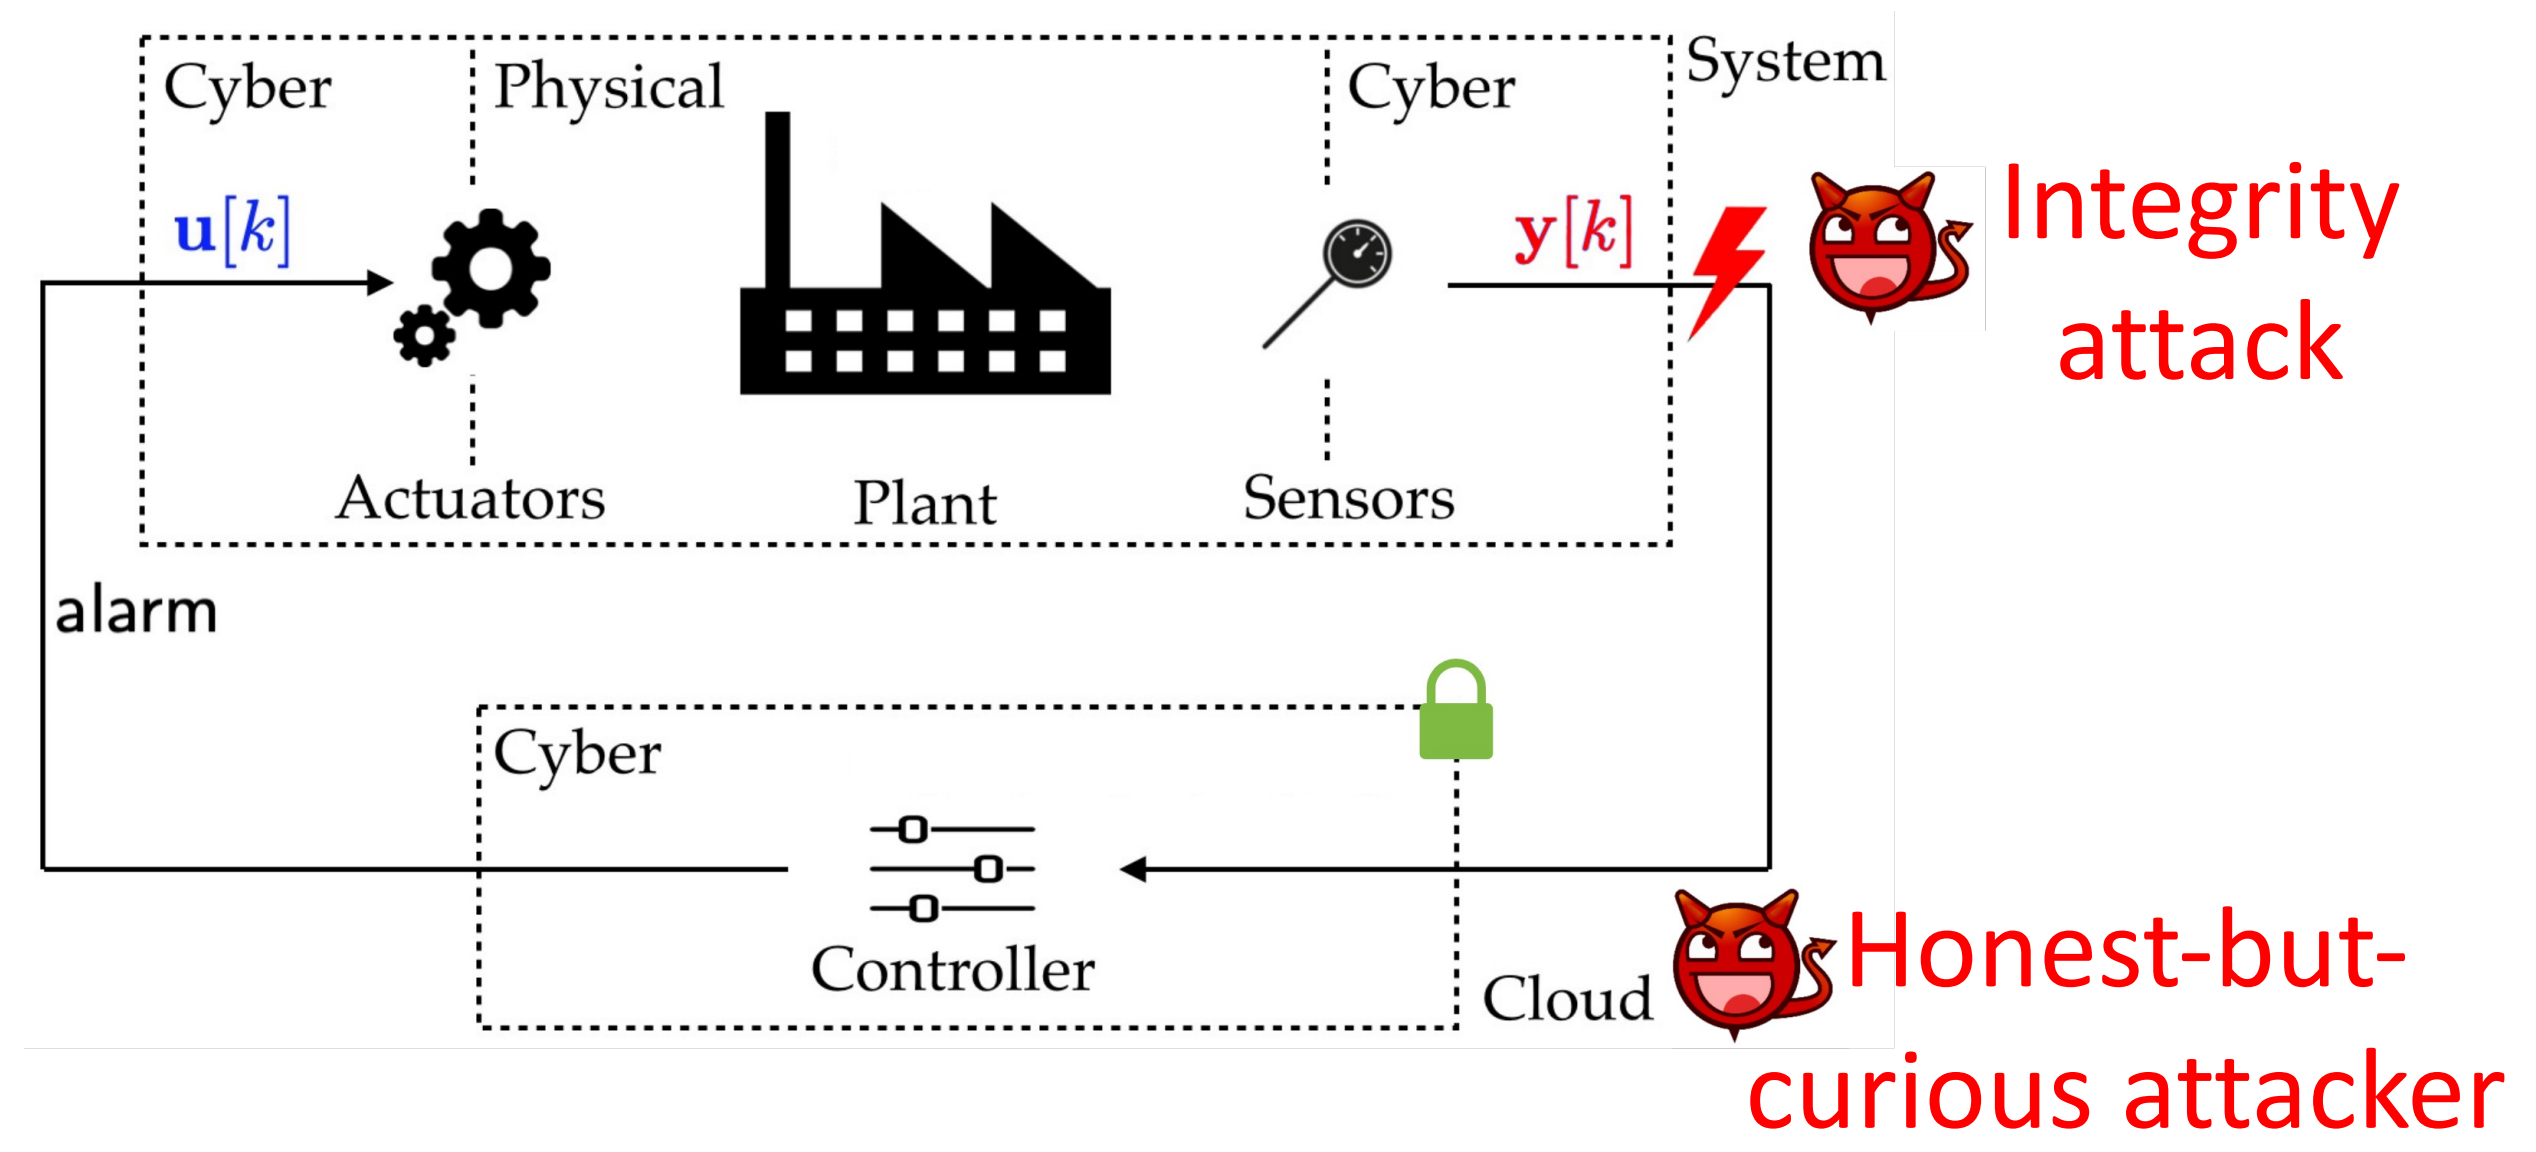 Cyber
Physical
Cyber
System
u[k]
y[k]
Integrity
attack
Actuators
Plant
Sensors
alarm
Cyber
Controller
Cloud
Honest-but-
curious attacker